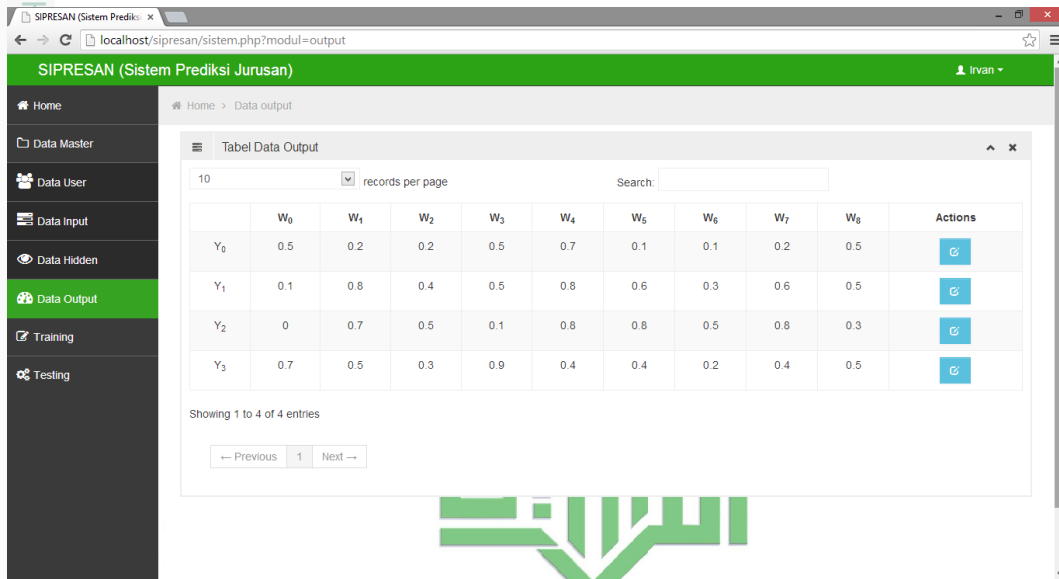 SIPRESAN (Sistem Prediksi
localhost/sipresan/sistem.php?modul=output
SIPRESAN (Sistem Prediksi Jurusan)
Irvan
Home
Data Master
Data User
Data Input
Data Hidden
Data Output
Training
Testing
Home > Data output
Tabel Data Output
10 records per page Search:
W₀ W₁ W₂ W₃ W₄ W₅ W₆ W₇ W₈ Actions
Y₀ 0.5 0.2 0.2 0.5 0.7 0.1 0.1 0.2 0.5
Y₁ 0.1 0.8 0.4 0.5 0.8 0.6 0.3 0.6 0.5
Y₂ 0 0.7 0.5 0.1 0.8 0.8 0.5 0.8 0.3
Y₃ 0.7 0.5 0.3 0.9 0.4 0.4 0.2 0.4 0.5
Showing 1 to 4 of 4 entries
← Previous 1 Next →